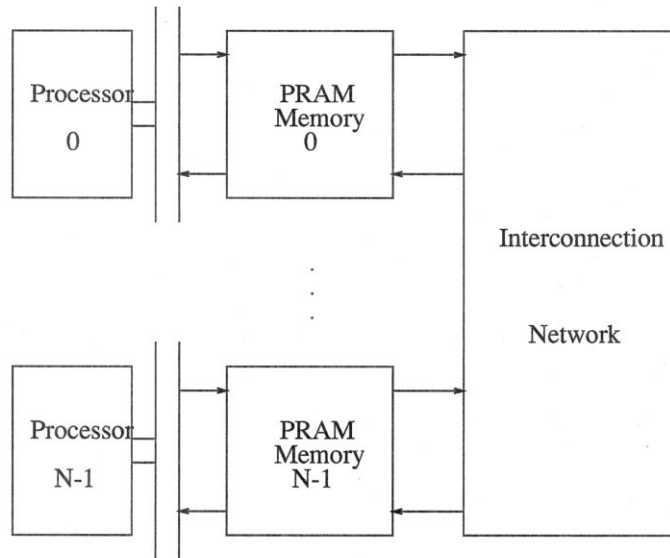 Processor
0
PRAM
Memory
0
Interconnection
Network
Processor
N-1
PRAM
Memory
N-1